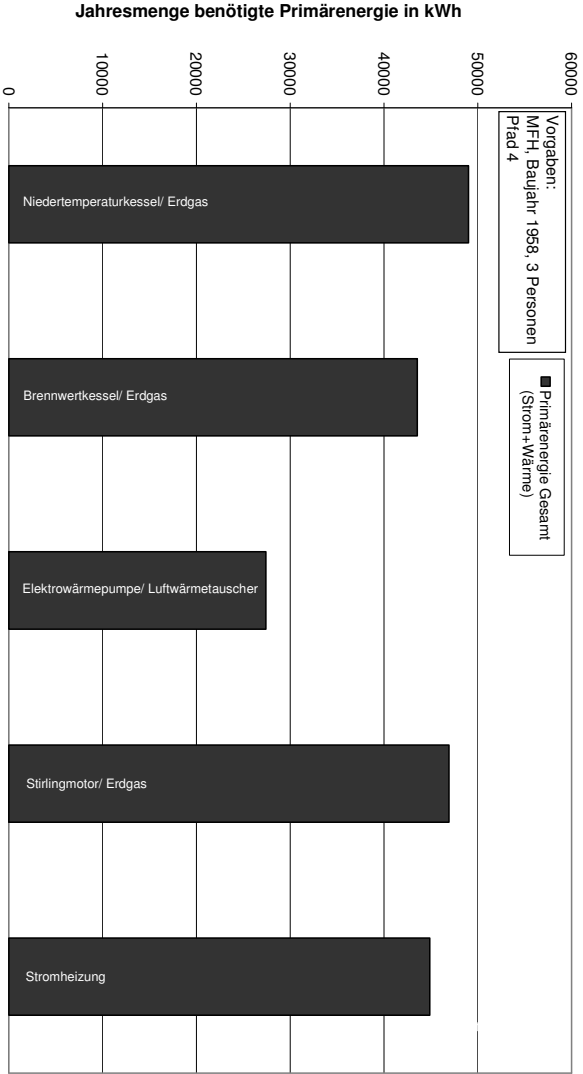 Jahresmenge benötigte Primärenergie in kWh
0
10000
20000
30000
40000
50000
60000
Vorgaben:
MFH, Baujahr 1958, 3 Personen
Pfad 4
Primärenergie Gesamt
(Strom+Wärme)
Niedertemperaturkessel/ Erdgas
Brennwertkessel/ Erdgas
Elektrowärmepumpe/ Luftwärmetauscher
Stirlingmotor/ Erdgas
Stromheizung